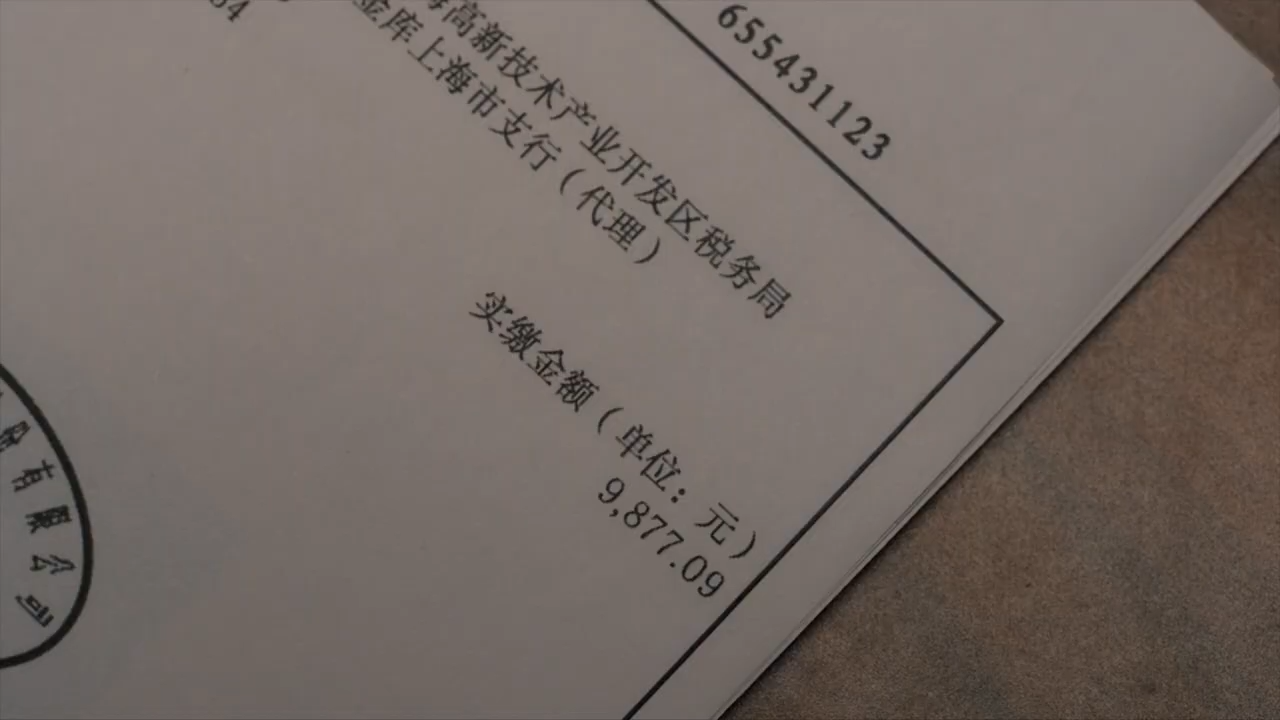 655431123
高新技术产业开发区税务局
金库上海市支行（代理）
实缴金额（单位：元）
9,877.09
有限公司